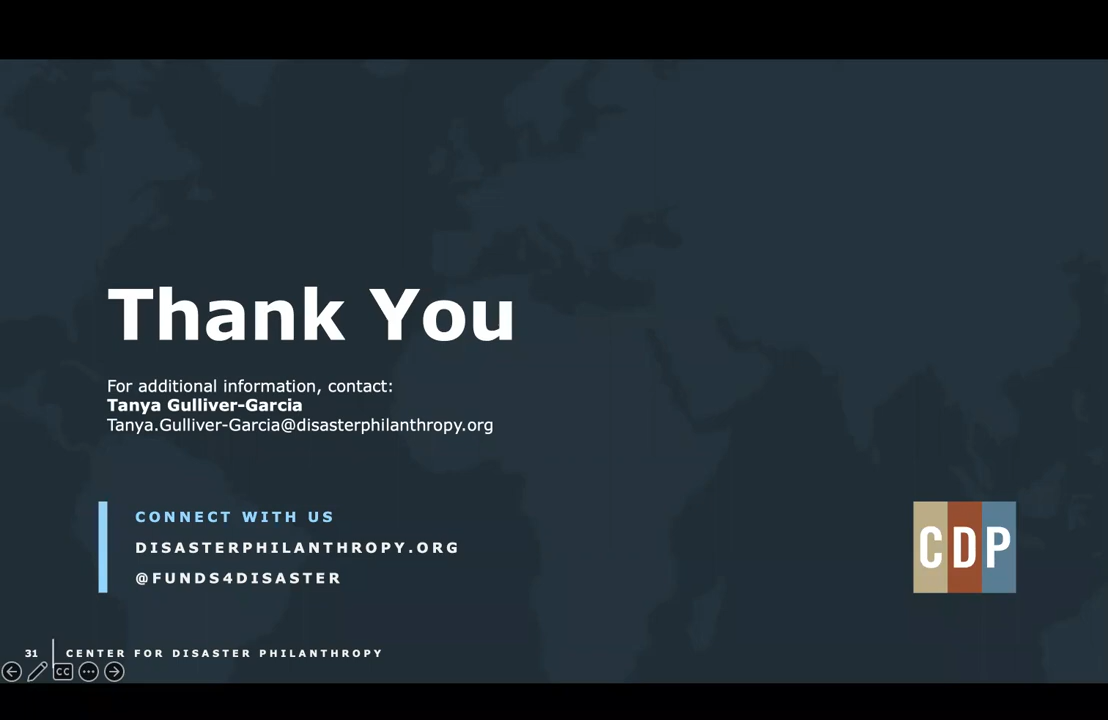 Thank You
For additional information, contact:
Tanya Gulliver-Garcia
Tanya.Gulliver-Garcia@disasterphilanthropy.org
CONNECT WITH US
DISASTERPHILANTHROPY.ORG
@FUNDS4DISASTER
CDP
31 CENTER FOR DISASTER PHILANTHROPY
CC